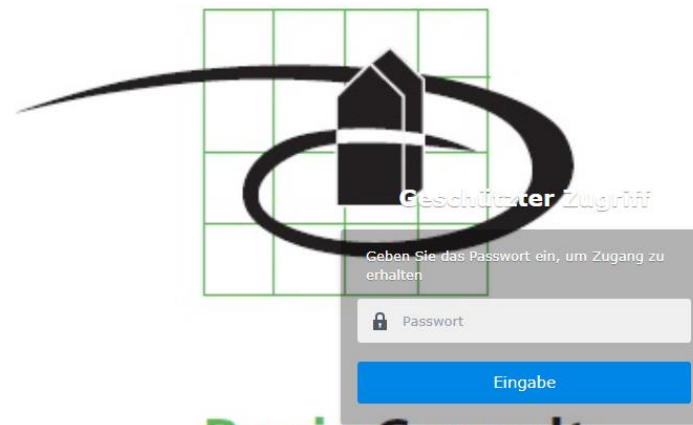 Geschützter Zugriff
Geben Sie das Passwort ein, um Zugang zu
erhalten
Passwort
Eingabe